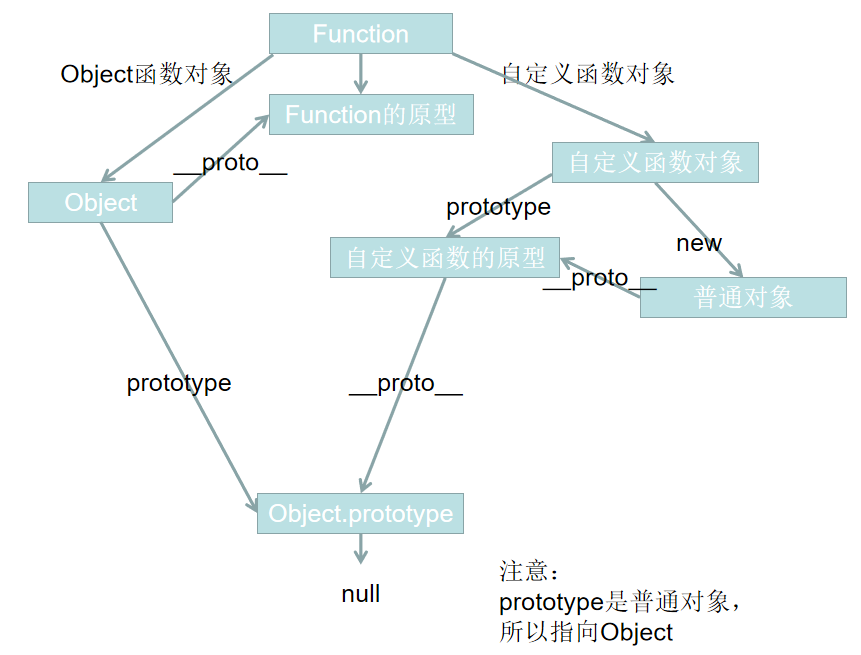 Function
Object函数对象
自定义函数对象
Function的原型
__proto__
自定义函数对象
Object
prototype
new
自定义函数的原型
__proto__
普通对象
prototype
__proto__
Object.prototype
null
注意：
prototype是普通对象，
所以指向Object